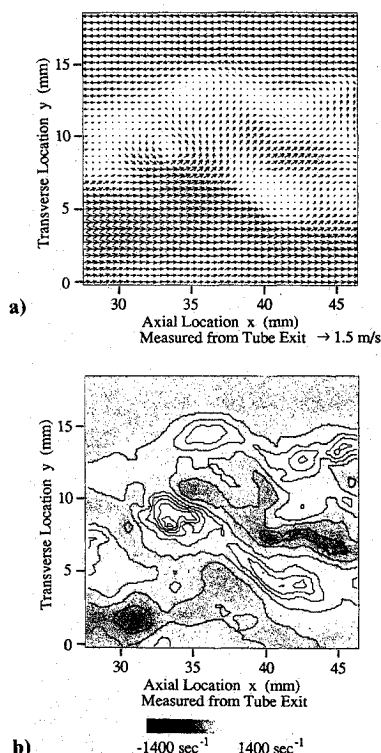 Transverse Location y (mm)
15
10
5
0
30 35 40 45
a)
Axial Location x (mm)
Measured from Tube Exit → 1.5 m/s
Transverse Location y (mm)
15
10
5
0
30 35 40 45
Axial Location x (mm)
Measured from Tube Exit
b)
-1400 sec⁻¹ 1400 sec⁻¹